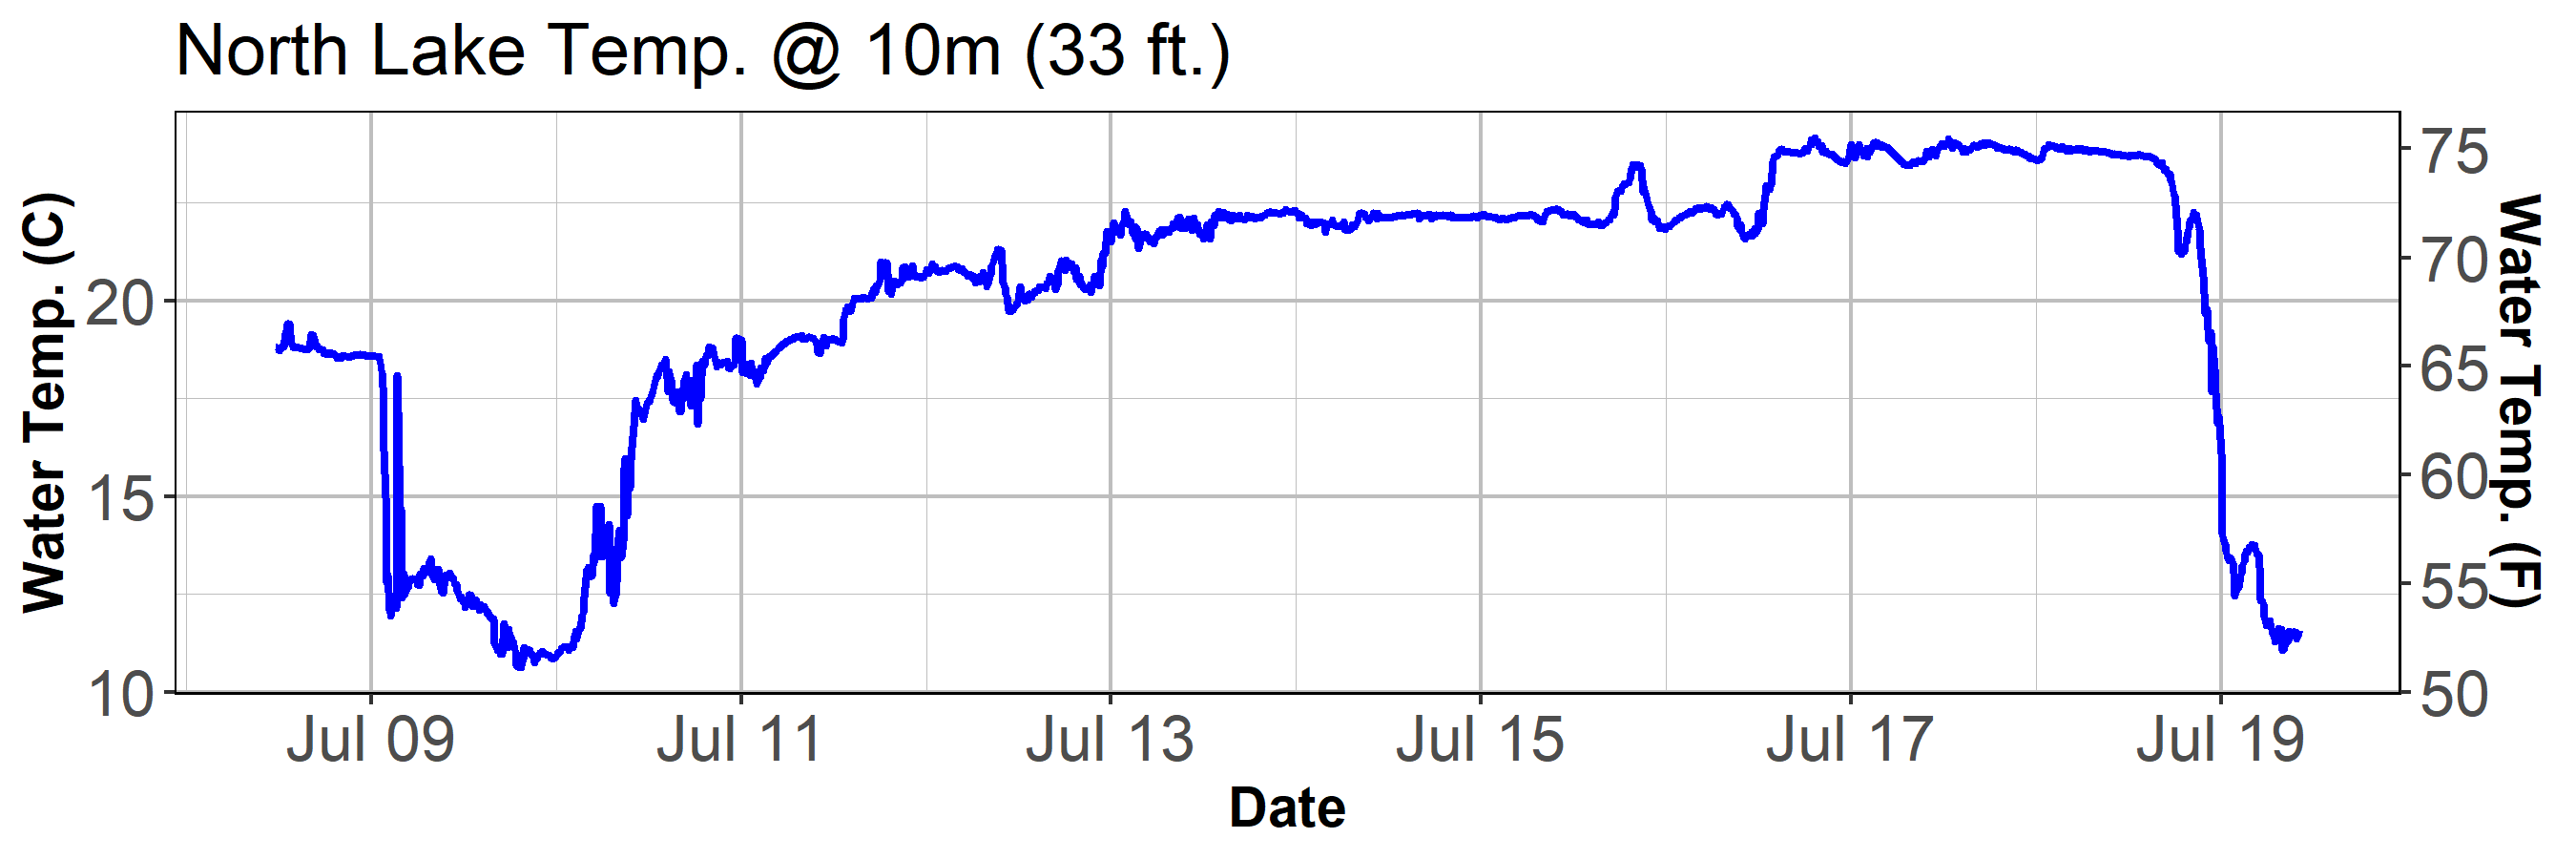 North Lake Temp. @ 10m (33 ft.)
Water Temp. (C)
20
15
10
75
70
65
60
55
50
Water Temp. (F)
Jul 09 Jul 11 Jul 13 Jul 15 Jul 17 Jul 19
Date